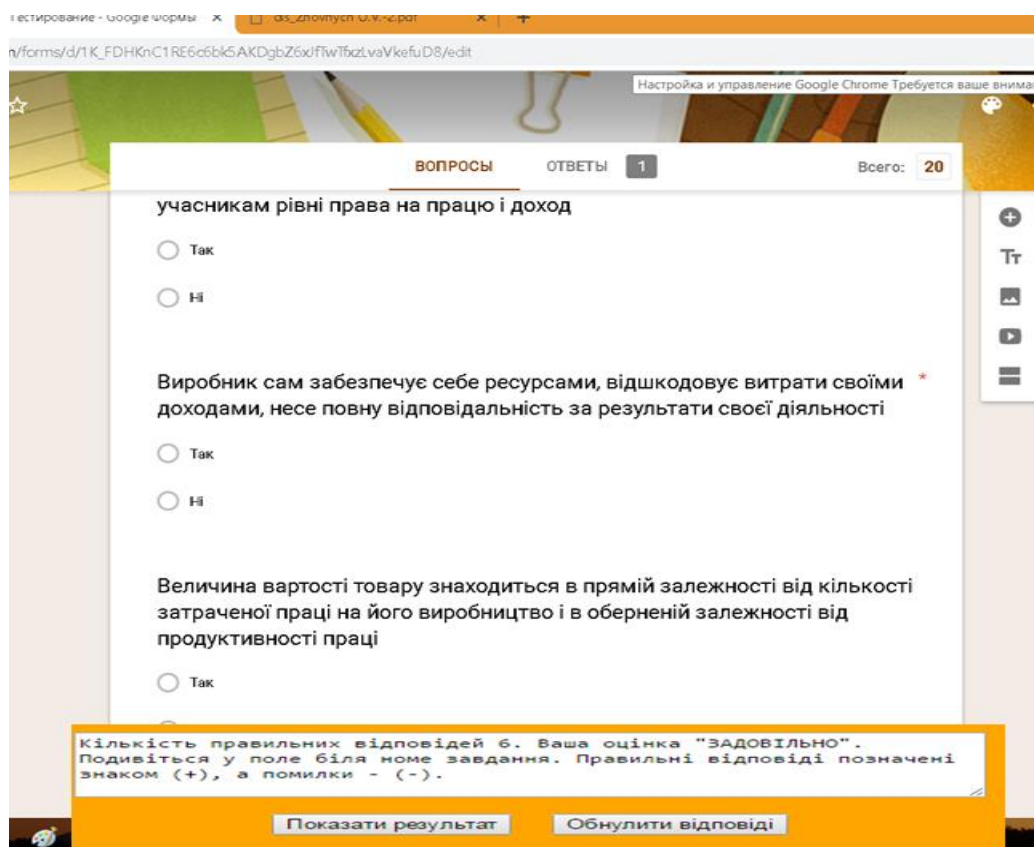 Тестирование - Google Формы
dis_Zhovnych O.V.-2.pdf
Настройка и управление Google Chrome Требуется ваше внима
ВОПРОСЫ ОТВЕТЫ 1 Всего: 20
учасникам рівні права на працю і доход
Так
Ні
Виробник сам забезпечує себе ресурсами, відшкодовує витрати своїми *
доходами, несе повну відповідальність за результати своєї діяльності
Так
Ні
Величина вартості товару знаходиться в прямій залежності від кількості
затраченої праці на його виробництво і в оберненій залежності від
продуктивності праці
Так
Кількість правильних відповідей 6. Ваша оцінка "ЗАДОВІЛЬНО".
Подивіться у поле біля номе завдання. Правильні відповіді позначені
знаком (+), а помилки - (-).
Показати результат Обнулити відповіді